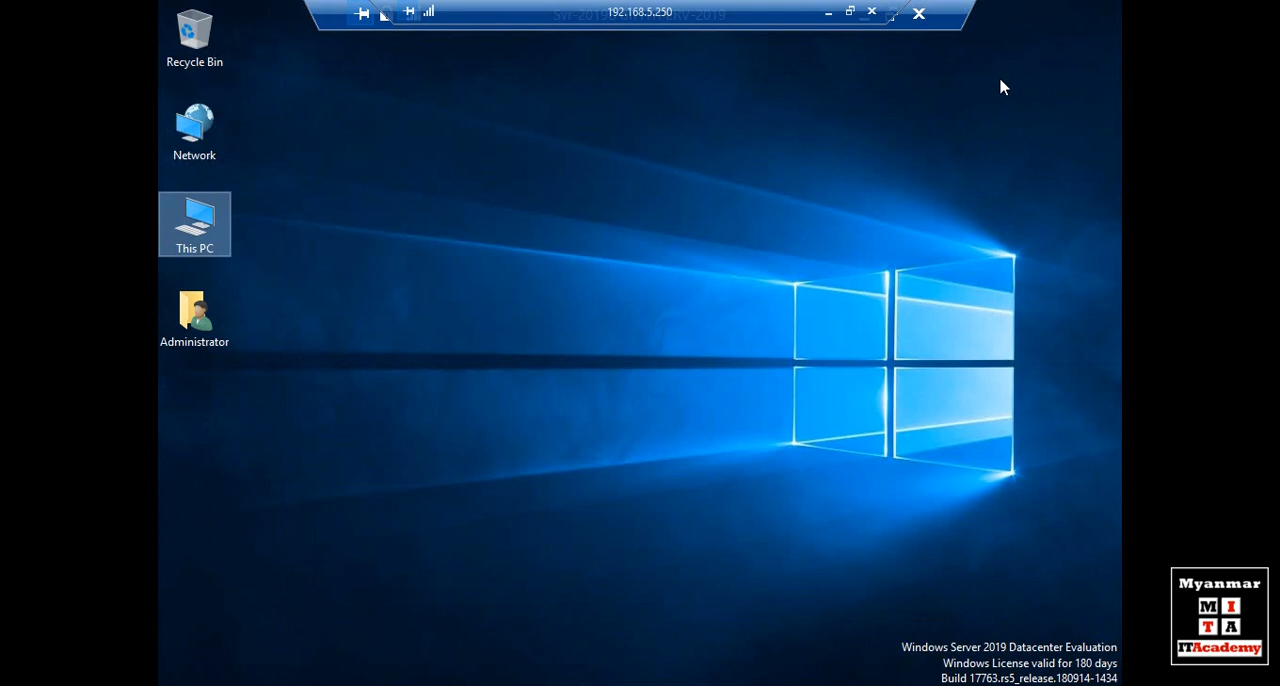 192.168.5.250
Recycle Bin
Network
This PC
Administrator
Windows Server 2019 Datacenter Evaluation
Windows License valid for 180 days
Build 17763.rs5_release.180914-1434
Myanmar
M I
T A
ITAcademy